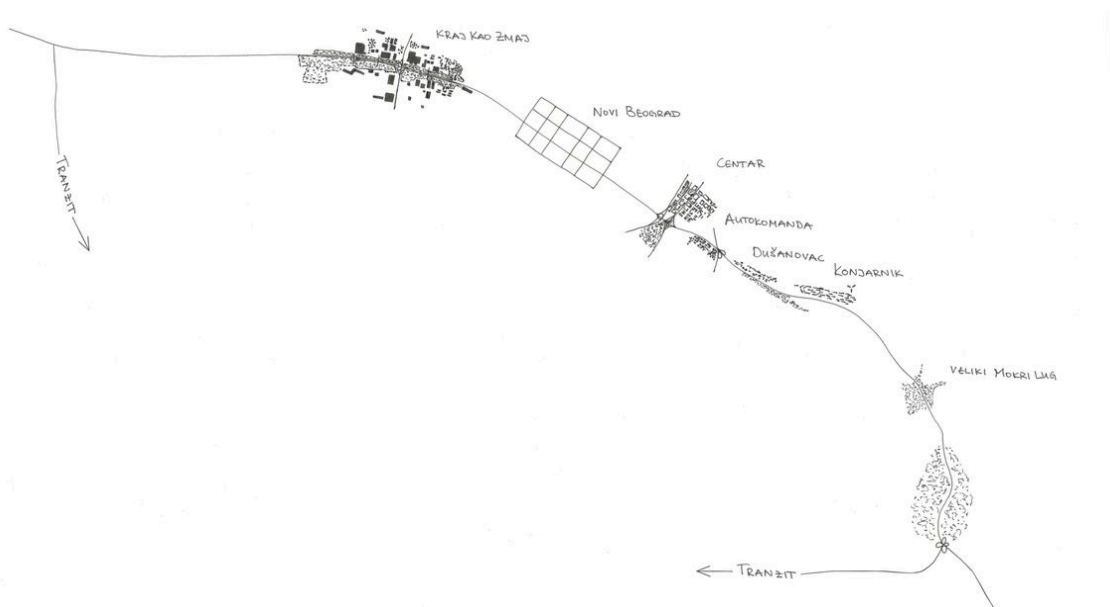 KRAJ KAO ZMAJ
NOVI BEOGRAD
CENTAR
TRANZIT
AUTOKOMANDA
DUŠANOVAC
KONJARNIK
VELIKI MOKRI LUG
TRANZIT